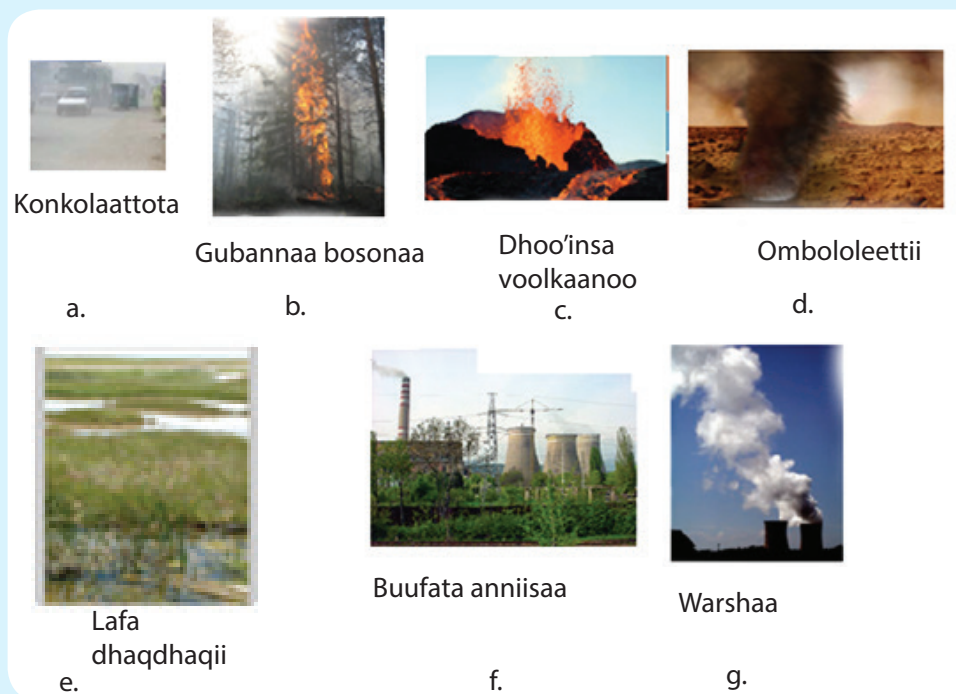 Konkolaattota
a.
Gubannaa bosonaa
b.
Dhoo'insa
voolkaanoo
c.
Ombololeettii
d.
Lafa
dhaqdhaqii
e.
Buufata anniisaa
f.
Warshaa
g.